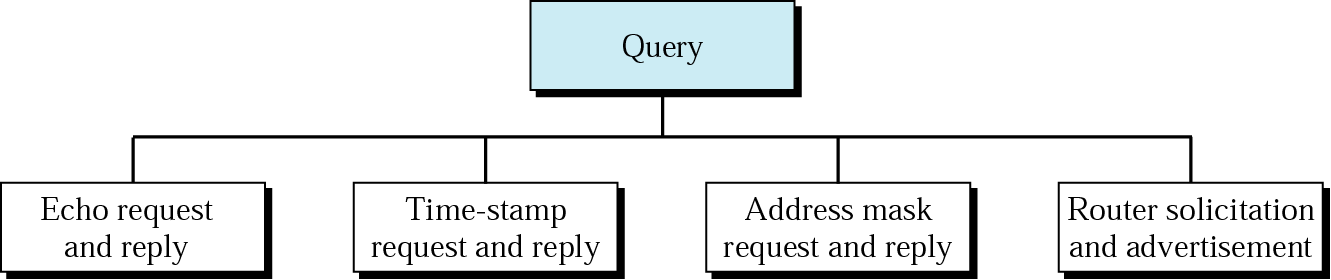 Query
Echo request
and reply
Time-stamp
request and reply
Address mask
request and reply
Router solicitation
and advertisement